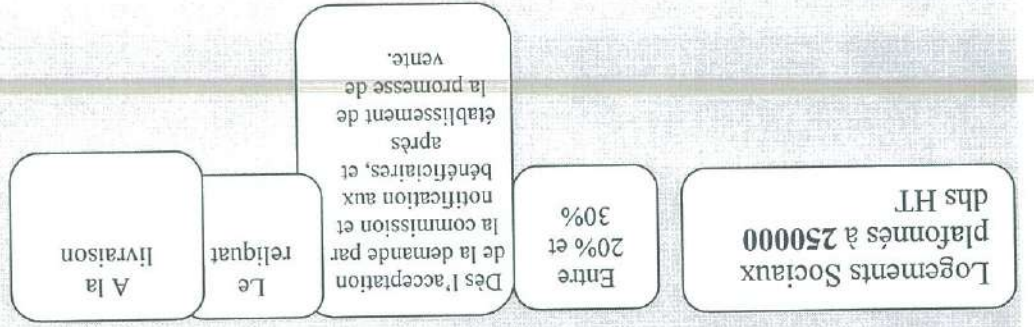 Logements Sociaux
plafonnés à 250000
dhs HT
Entre
20% et
30%
Dès l'acceptation
de la demande par
la commission et
notification aux
bénéficiaires, et
après
établissement de
la promesse de
vente.
Le
reliquat
A la
livraison